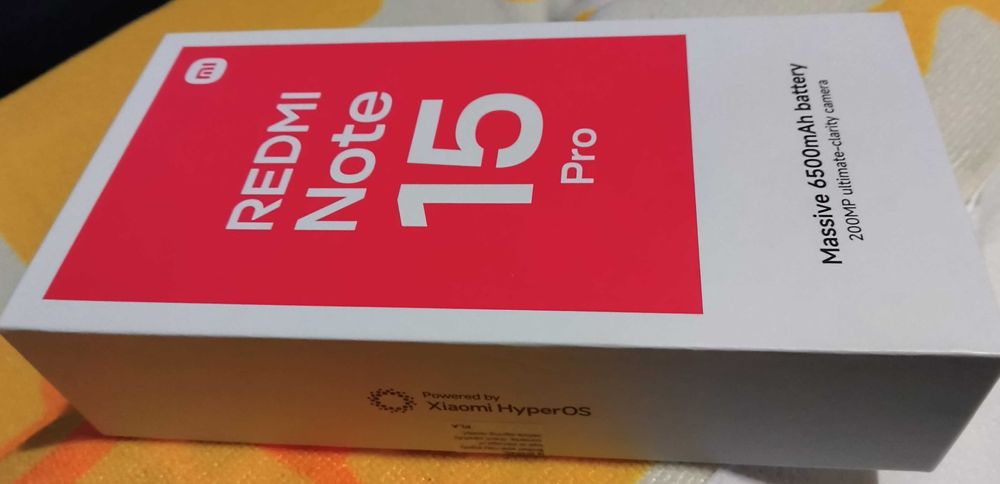 mi
REDMI
Note
15
Pro
Massive 6500mAh battery
200MP ultimate-clarity camera
Powered by
Xiaomi HyperOS